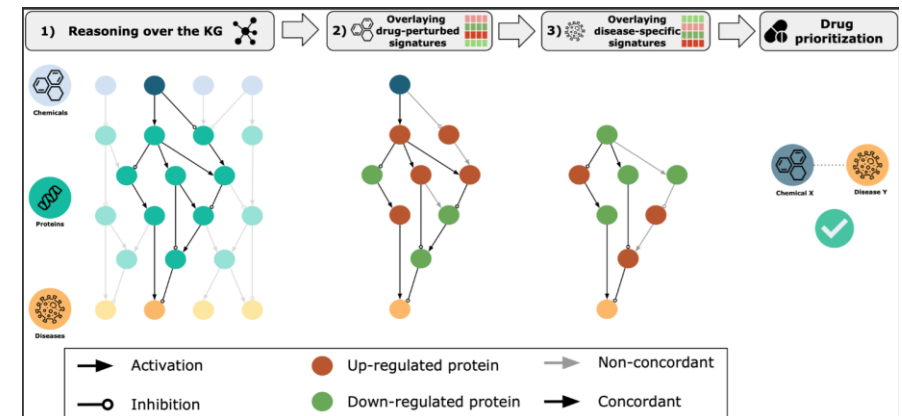 1) Reasoning over the KG
2) Overlaying
drug-perturbed
signatures
3) Overlaying
disease-specific
signatures
Drug
prioritization
Chemicals
Proteins
Diseases
Chemical X
Disease Y
Activation
Up-regulated protein
Non-concordant
Inhibition
Down-regulated protein
Concordant